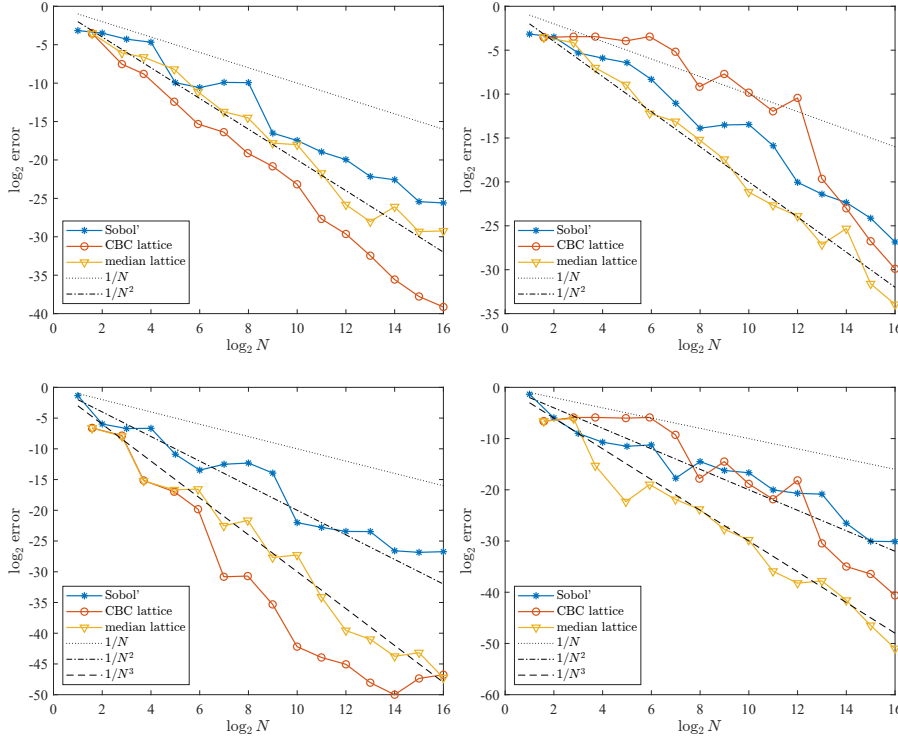 0
-5
-10
-15
-20
-25
-30
-35
-40
log₂ error
Sobol'
CBC lattice
median lattice
1/N
1/N²
0 2 4 6 8 10 12 14 16
log₂ N
0
-5
-10
-15
-20
-25
-30
-35
log₂ error
Sobol'
CBC lattice
median lattice
1/N
1/N²
0 2 4 6 8 10 12 14 16
log₂ N
0
-5
-10
-15
-20
-25
-30
-35
-40
-45
-50
log₂ error
Sobol'
CBC lattice
median lattice
1/N
1/N²
1/N³
0 2 4 6 8 10 12 14 16
log₂ N
0
-10
-20
-30
-40
-50
-60
log₂ error
Sobol'
CBC lattice
median lattice
1/N
1/N²
1/N³
0 2 4 6 8 10 12 14 16
log₂ N